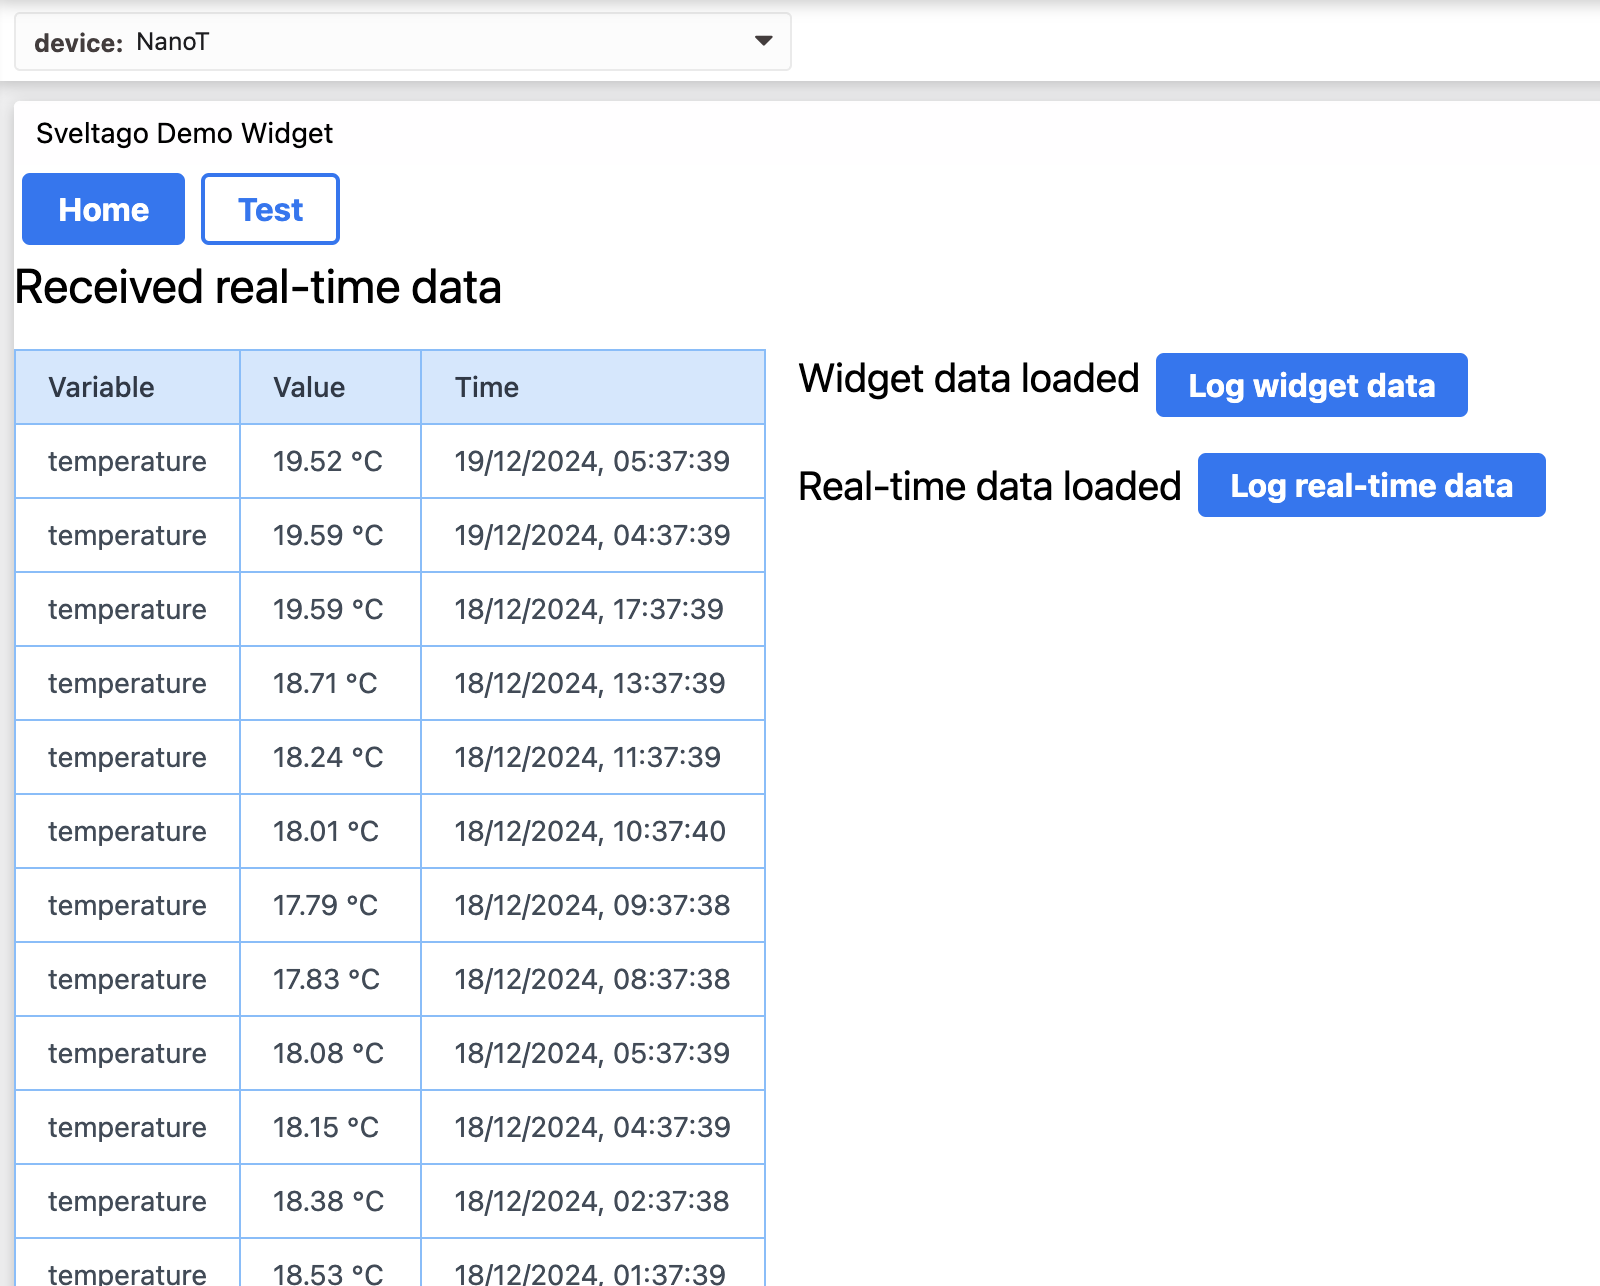 device: NanoT
Sveltago Demo Widget
Home Test
Received real-time data
Variable Value Time
temperature 19.52 °C 19/12/2024, 05:37:39
temperature 19.59 °C 19/12/2024, 04:37:39
temperature 19.59 °C 18/12/2024, 17:37:39
temperature 18.71 °C 18/12/2024, 13:37:39
temperature 18.24 °C 18/12/2024, 11:37:39
temperature 18.01 °C 18/12/2024, 10:37:40
temperature 17.79 °C 18/12/2024, 09:37:38
temperature 17.83 °C 18/12/2024, 08:37:38
temperature 18.08 °C 18/12/2024, 05:37:39
temperature 18.15 °C 18/12/2024, 04:37:39
temperature 18.38 °C 18/12/2024, 02:37:38
temperature 18.53 °C 18/12/2024, 01:37:39
Widget data loaded Log widget data
Real-time data loaded Log real-time data